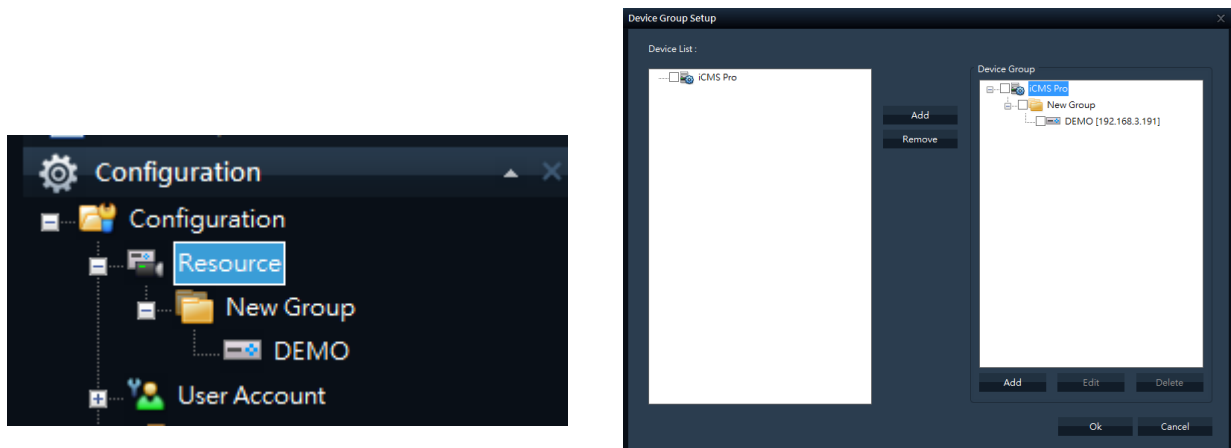 Configuration
Configuration
Resource
New Group
DEMO
User Account
Device Group Setup
Device List :
iCMS Pro
Add
Remove
Device Group
iCMS Pro
New Group
DEMO [192.168.3.191]
Add Edit Delete
Ok Cancel